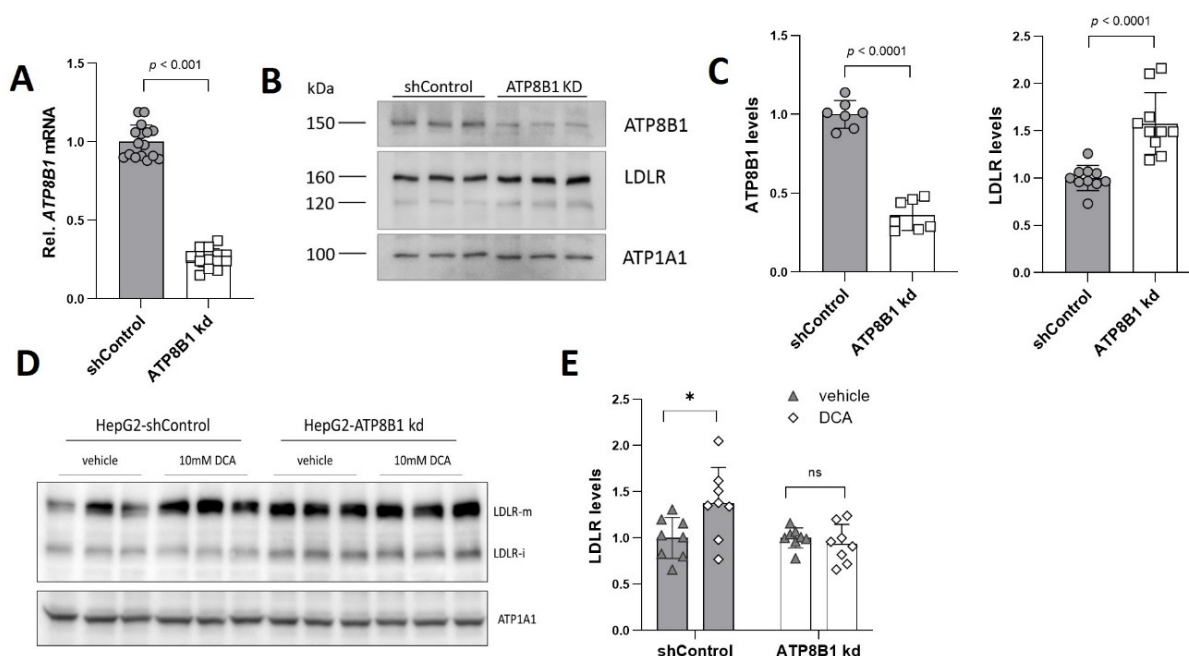 A
Rel. ATP8B1 mRNA
1.5
1.0
0.5
0.0
p < 0.001
shControl
ATP8B1 kd
B
kDa
shControl
ATP8B1 KD
150
ATP8B1
160
LDLR
120
100
ATP1A1
C
ATP8B1 levels
1.5
1.0
0.5
0.0
p < 0.0001
shControl
ATP8B1 kd
LDLR levels
2.5
2.0
1.5
1.0
0.5
0.0
p < 0.0001
shControl
ATP8B1 kd
D
HepG2-shControl
HepG2-ATP8B1 kd
vehicle
10mM DCA
vehicle
10mM DCA
LDLR-m
LDLR-i
ATP1A1
E
LDLR levels
2.5
2.0
1.5
1.0
0.5
0.0
*
ns
vehicle
DCA
shControl
ATP8B1 kd